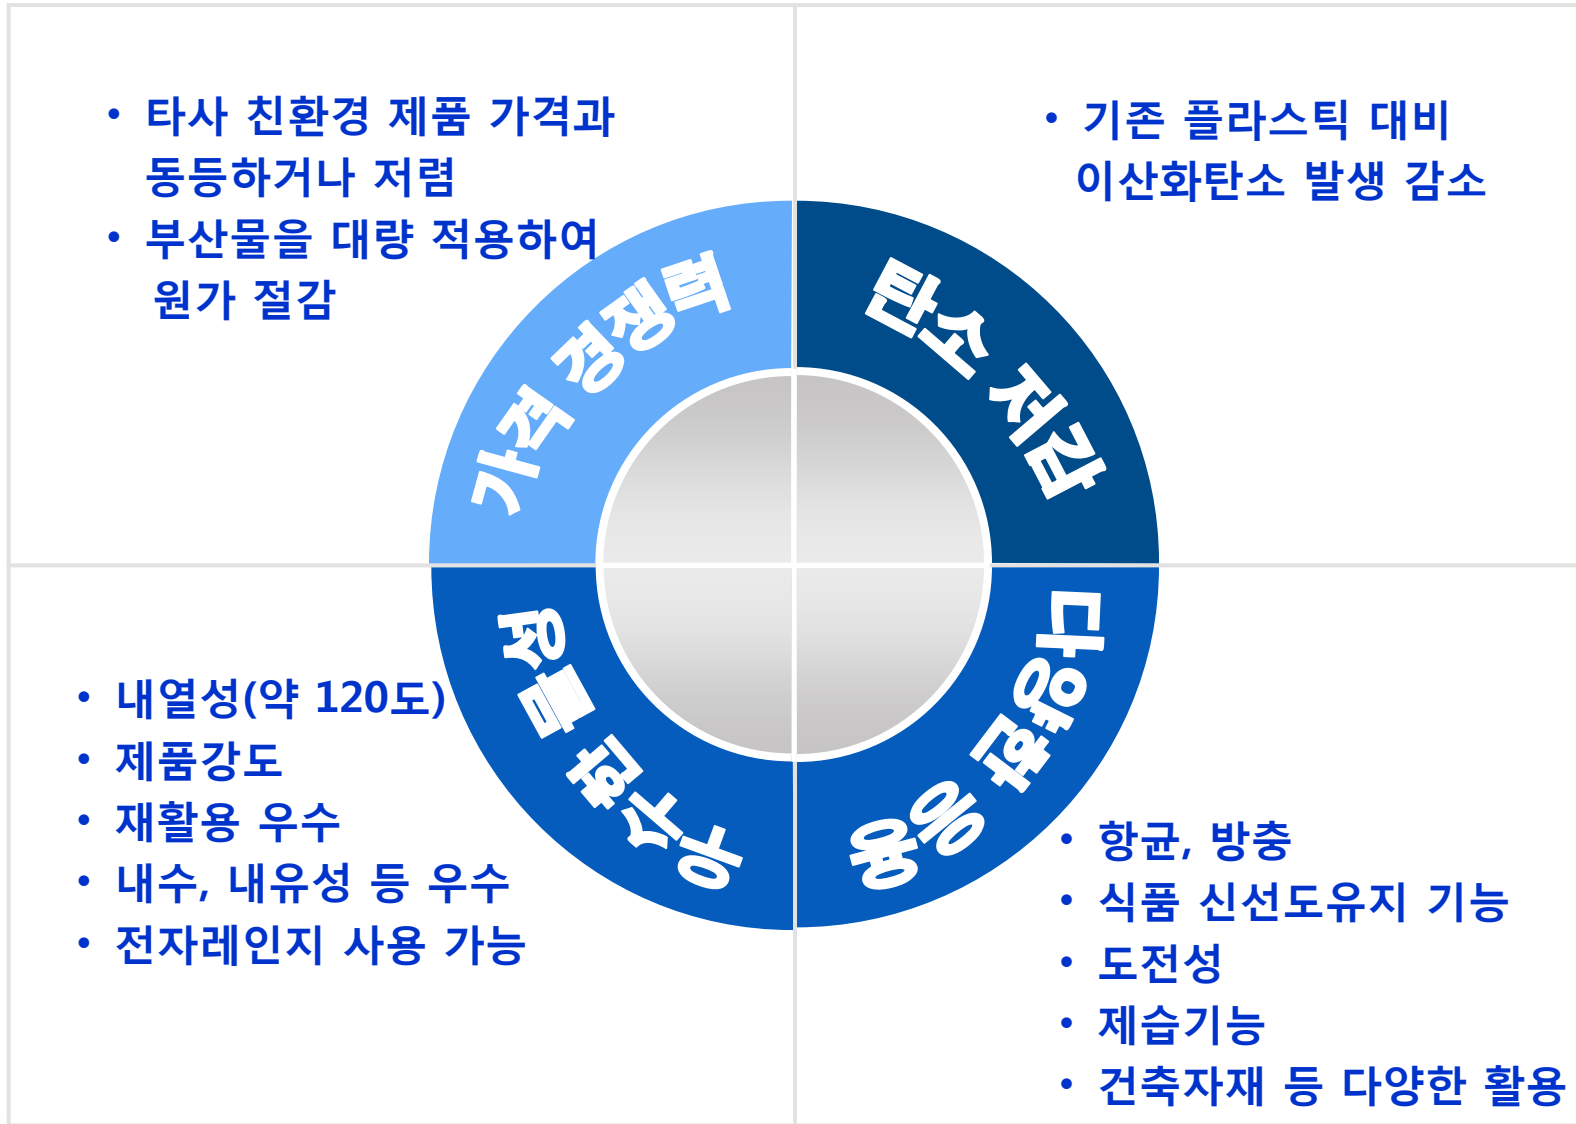 • 타사 친환경 제품 가격과
동등하거나 저렴
• 부산물을 대량 적용하여
원가 절감
가격 경쟁력
• 기존 플라스틱 대비
이산화탄소 발생 감소
탄소 저감
• 내열성(약 120도)
• 제품강도
• 재활용 우수
• 내수, 내유성 등 우수
• 전자레인지 사용 가능
우수한 물성
다양한 응용
• 항균, 방충
• 식품 신선도유지 기능
• 도전성
• 제습기능
• 건축자재 등 다양한 활용